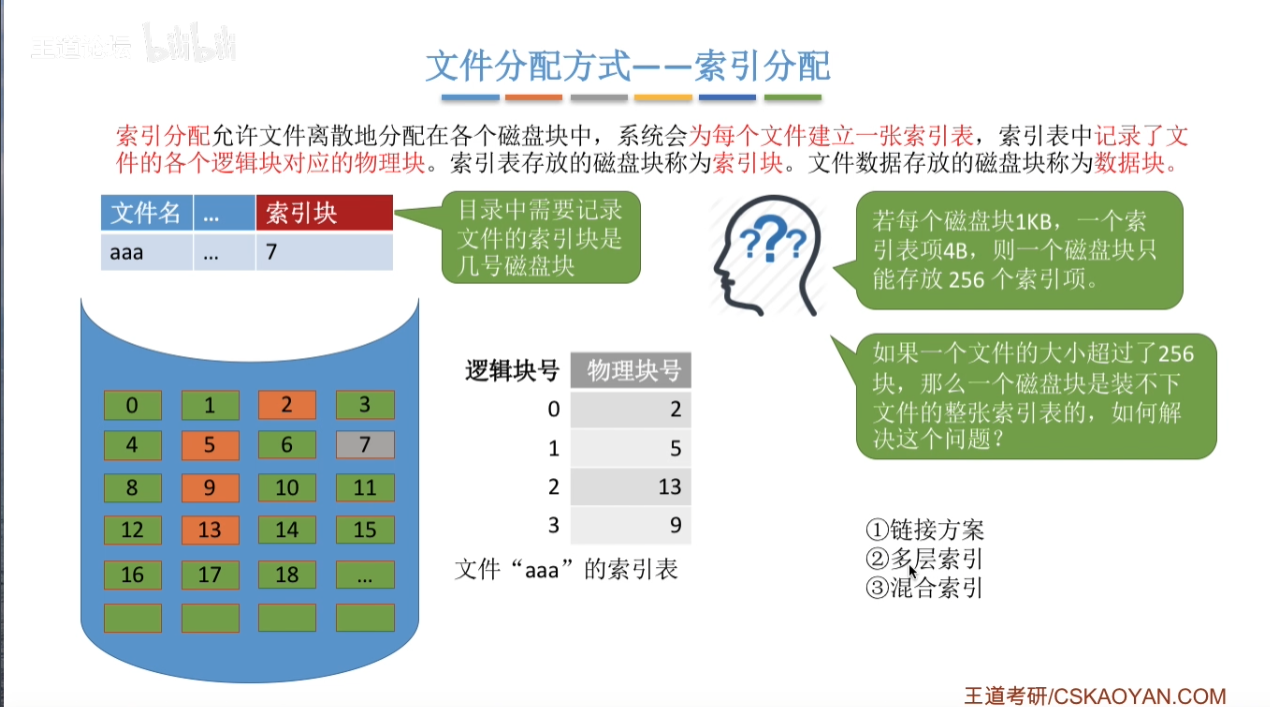 王道论坛 bilibili
文件分配方式——索引分配
索引分配允许文件离散地分配在各个磁盘块中，系统会为每个文件建立一张索引表，索引表中记录了文
件的各个逻辑块对应的物理块。索引表存放的磁盘块称为索引块。文件数据存放的磁盘块称为数据块。
文件名 ... 索引块
aaa ... 7
目录中需要记录
文件的索引块是
几号磁盘块
???
若每个磁盘块1KB，一个索
引表项4B，则一个磁盘块只
能存放 256 个索引项。
如果一个文件的大小超过了256
块，那么一个磁盘块是装不下
文件的整张索引表的，如何解
决这个问题？
0 1 2 3
4 5 6 7
8 9 10 11
12 13 14 15
16 17 18 ...
逻辑块号 物理块号
0 2
1 5
2 13
3 9
文件“aaa”的索引表
①链接方案
②多层索引
③混合索引
王道考研/CSKAOYAN.COM